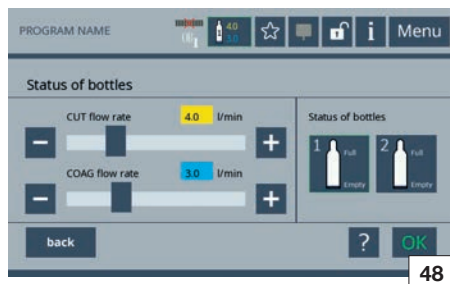 PROGRAM NAME
1 4.0 3.0 i Menu
Status of bottles
CUT flow rate 4.0 l/min
- +
COAG flow rate 3.0 l/min
- +
Status of bottles
1 Full Empty
2 Full Empty
back ? OK
48